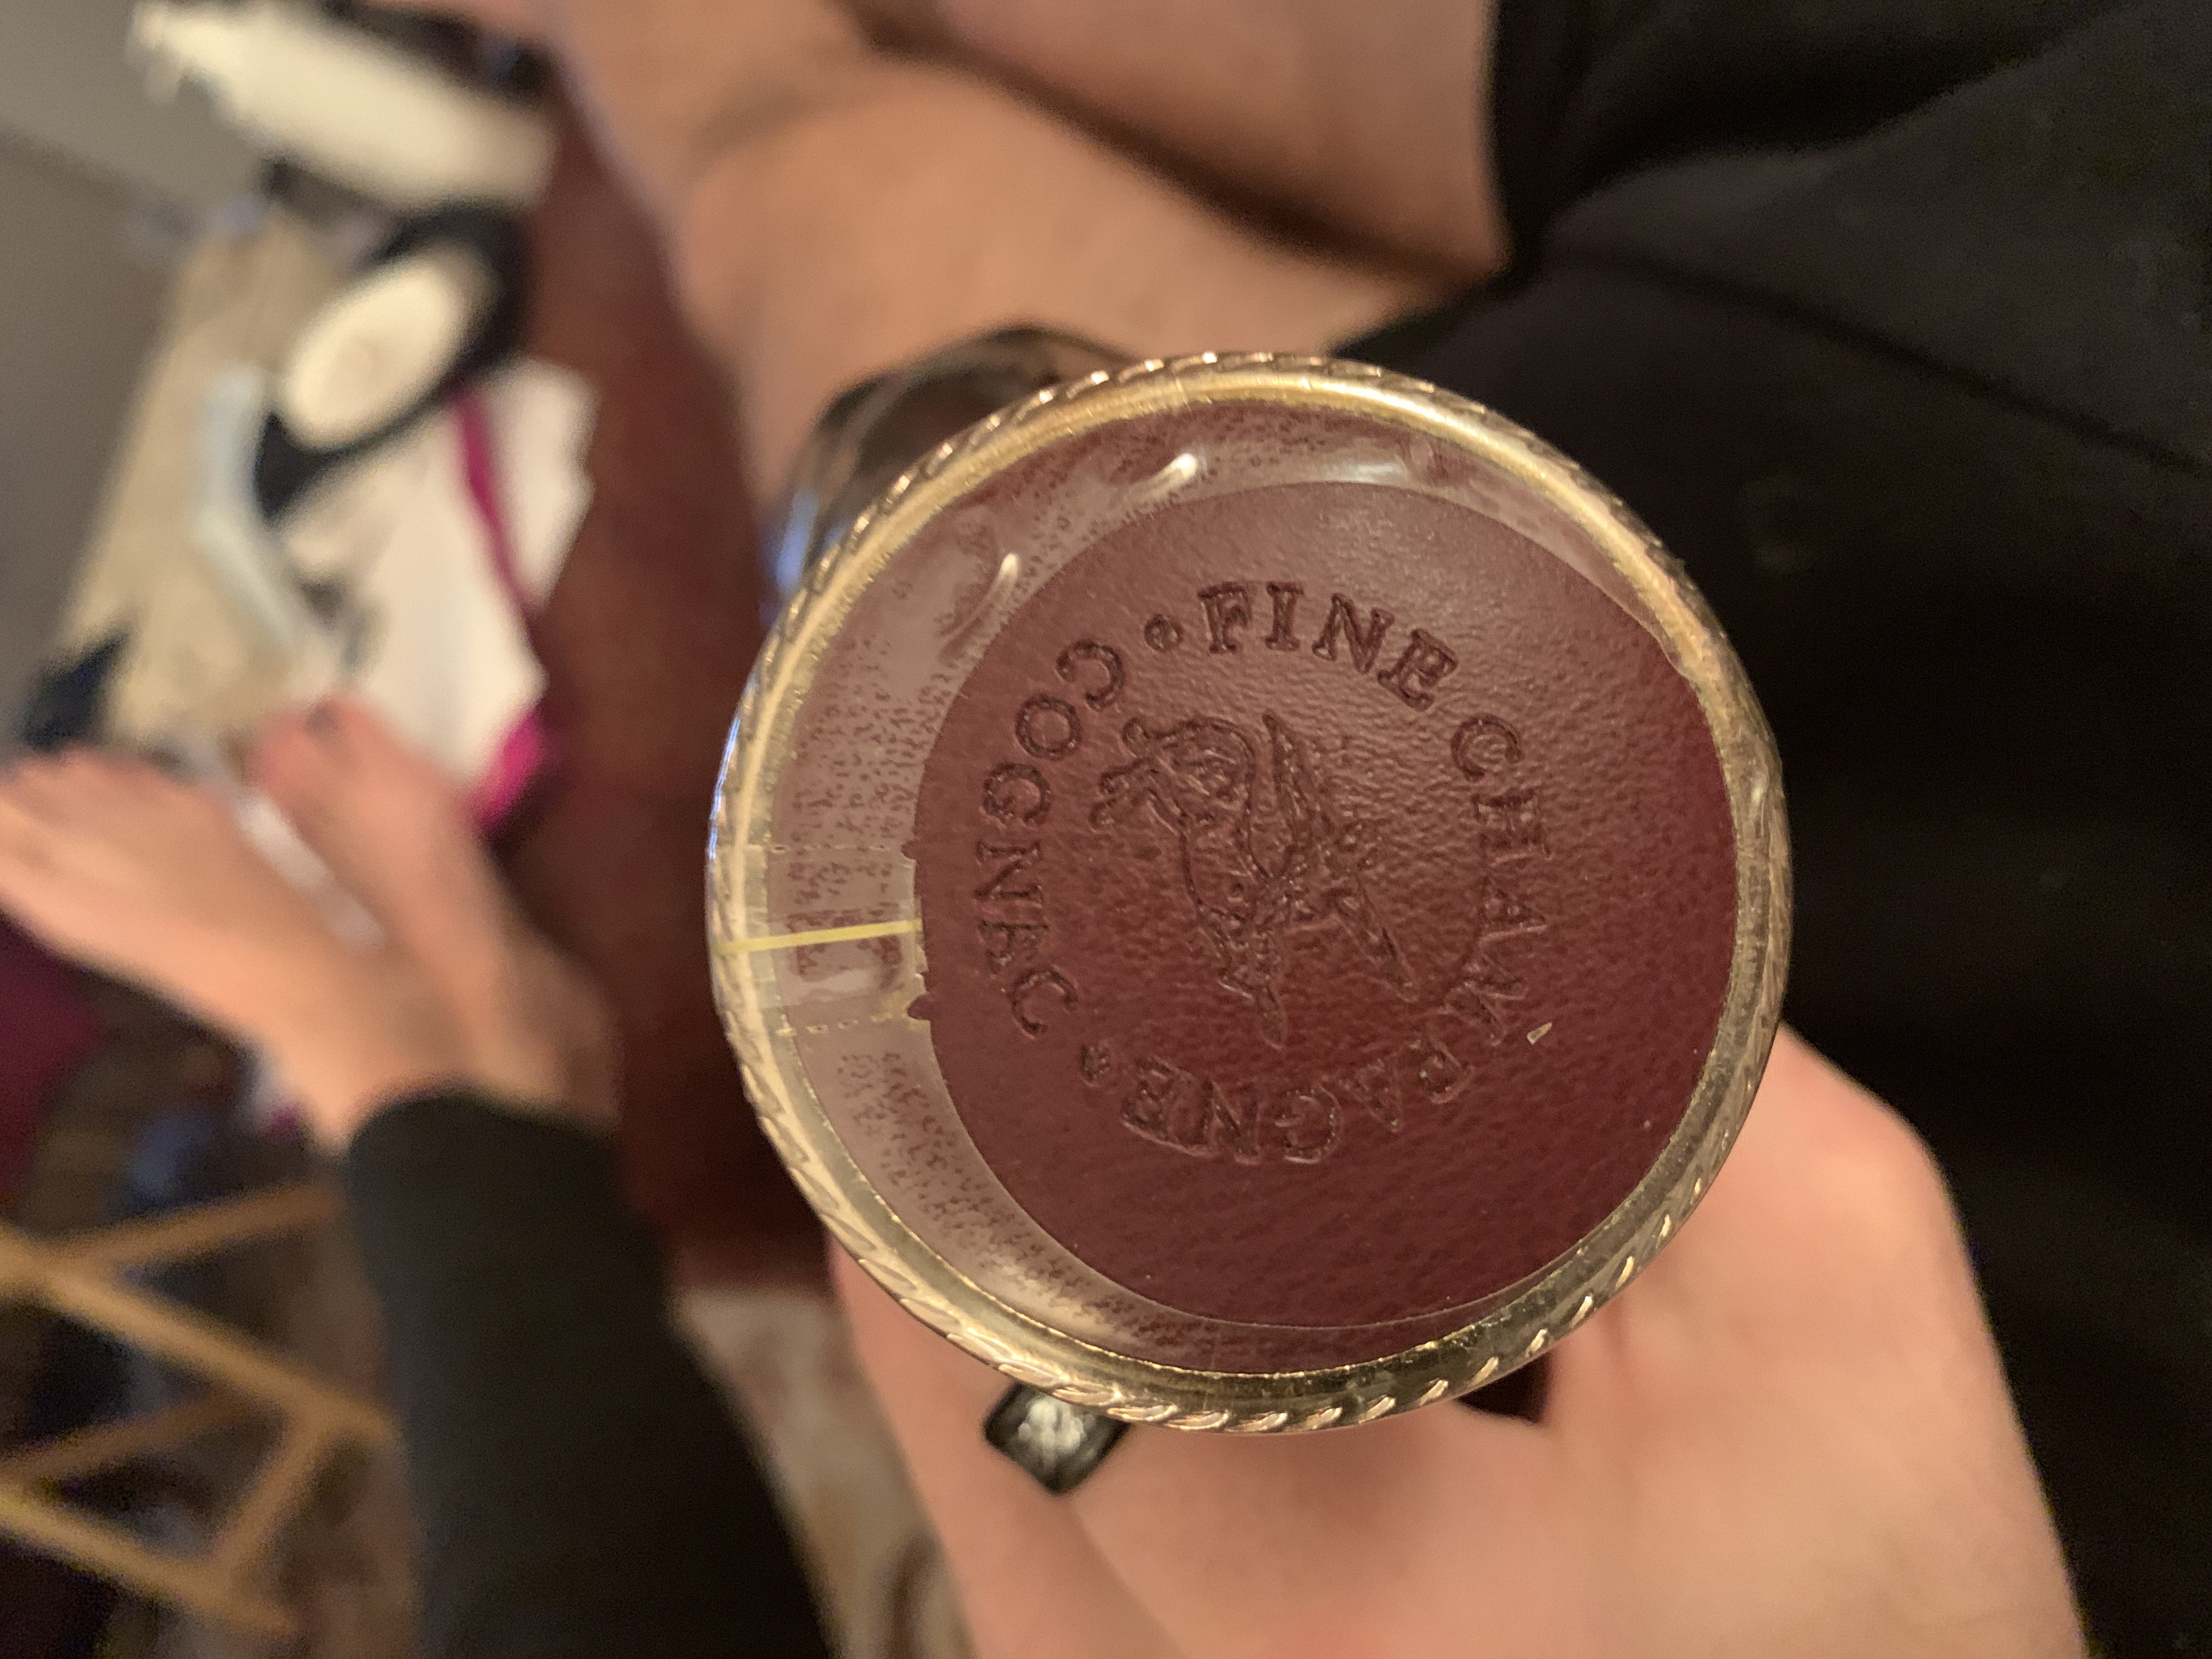 • FINE CHAMPAGNE • COGNAC